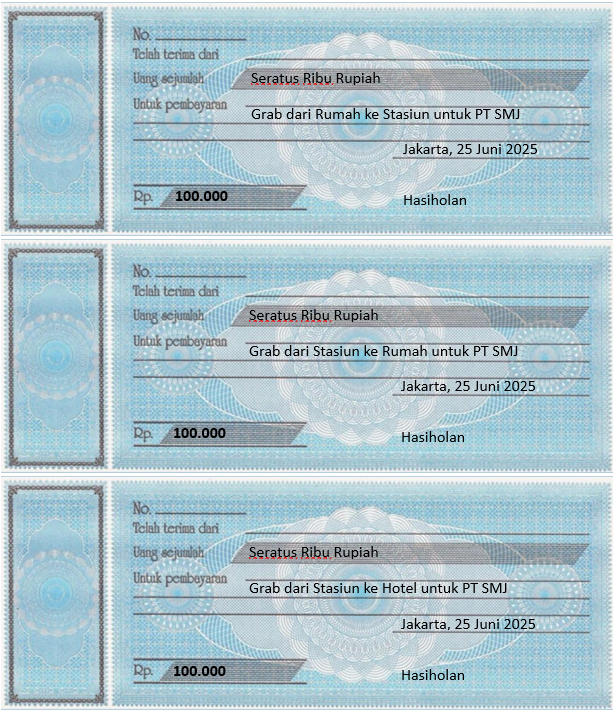 No.
Telah terima dari
Uang sejumlah Seratus Ribu Rupiah
Untuk pembayaran
Grab dari Rumah ke Stasiun untuk PT SMJ
Jakarta, 25 Juni 2025
Rp. 100.000
Hasiholan
No.
Telah terima dari
Uang sejumlah Seratus Ribu Rupiah
Untuk pembayaran
Grab dari Stasiun ke Rumah untuk PT SMJ
Jakarta, 25 Juni 2025
Rp. 100.000
Hasiholan
No.
Telah terima dari
Uang sejumlah Seratus Ribu Rupiah
Untuk pembayaran
Grab dari Stasiun ke Hotel untuk PT SMJ
Jakarta, 25 Juni 2025
Rp. 100.000
Hasiholan